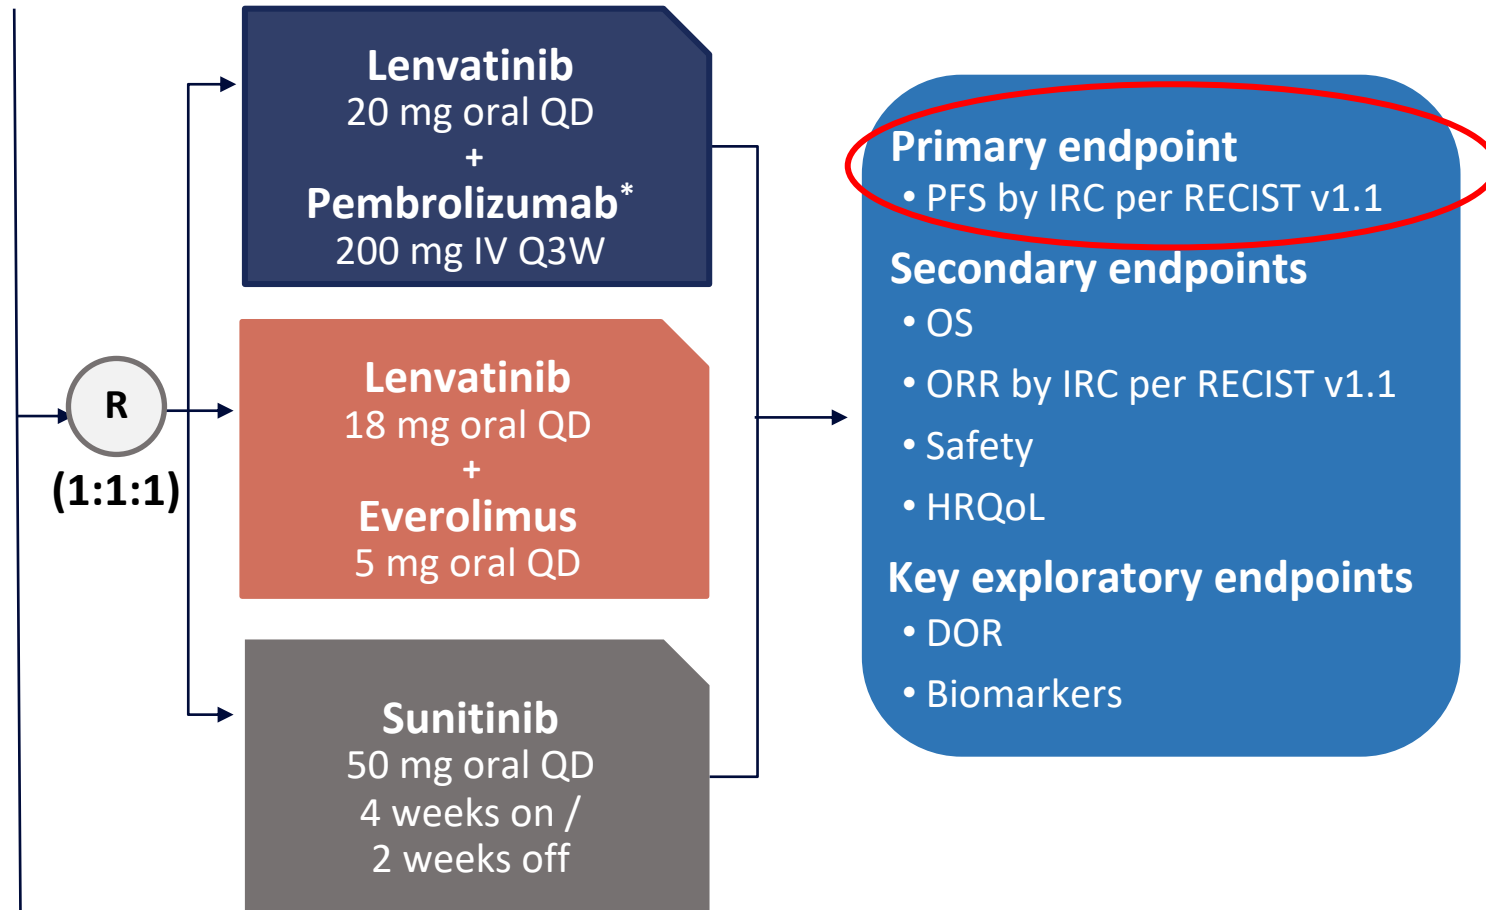 R
(1:1:1)
Lenvatinib
20 mg oral QD
+
Pembrolizumab*
200 mg IV Q3W
Lenvatinib
18 mg oral QD
+
Everolimus
5 mg oral QD
Sunitinib
50 mg oral QD
4 weeks on /
2 weeks off
Primary endpoint
• PFS by IRC per RECIST v1.1
Secondary endpoints
• OS
• ORR by IRC per RECIST v1.1
• Safety
• HRQoL
Key exploratory endpoints
• DOR
• Biomarkers